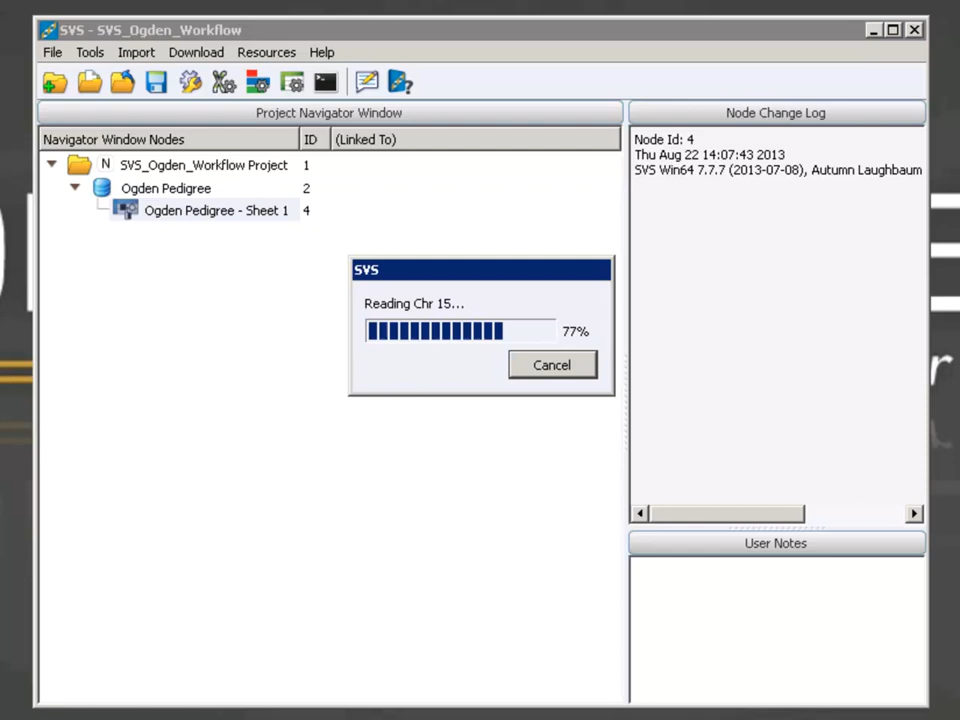 SVS - SVS_Ogden_Workflow
File Tools Import Download Resources Help
Project Navigator Window
Node Change Log
Navigator Window Nodes ID (Linked To)
N SVS_Ogden_Workflow Project 1
Ogden Pedigree 2
Ogden Pedigree - Sheet 1 4
Node Id: 4
Thu Aug 22 14:07:43 2013
SVS Win64 7.7.7 (2013-07-08), Autumn Laughbaum
SVS
Reading Chr 15...
77%
Cancel
User Notes